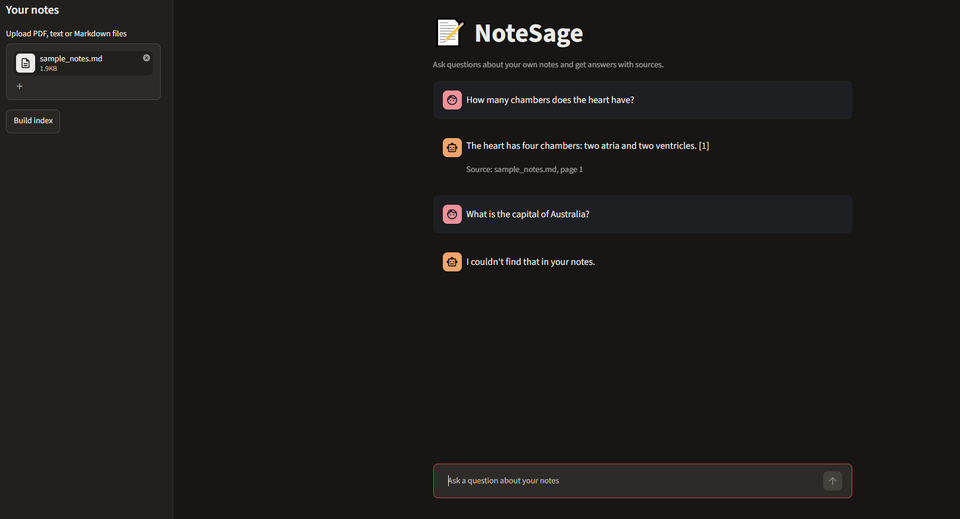 Your notes
Upload PDF, text or Markdown files
sample_notes.md
1.9KB
Build index
NoteSage
Ask questions about your own notes and get answers with sources.
How many chambers does the heart have?
The heart has four chambers: two atria and two ventricles. [1]
Source: sample_notes.md, page 1
What is the capital of Australia?
I couldn't find that in your notes.
Ask a question about your notes